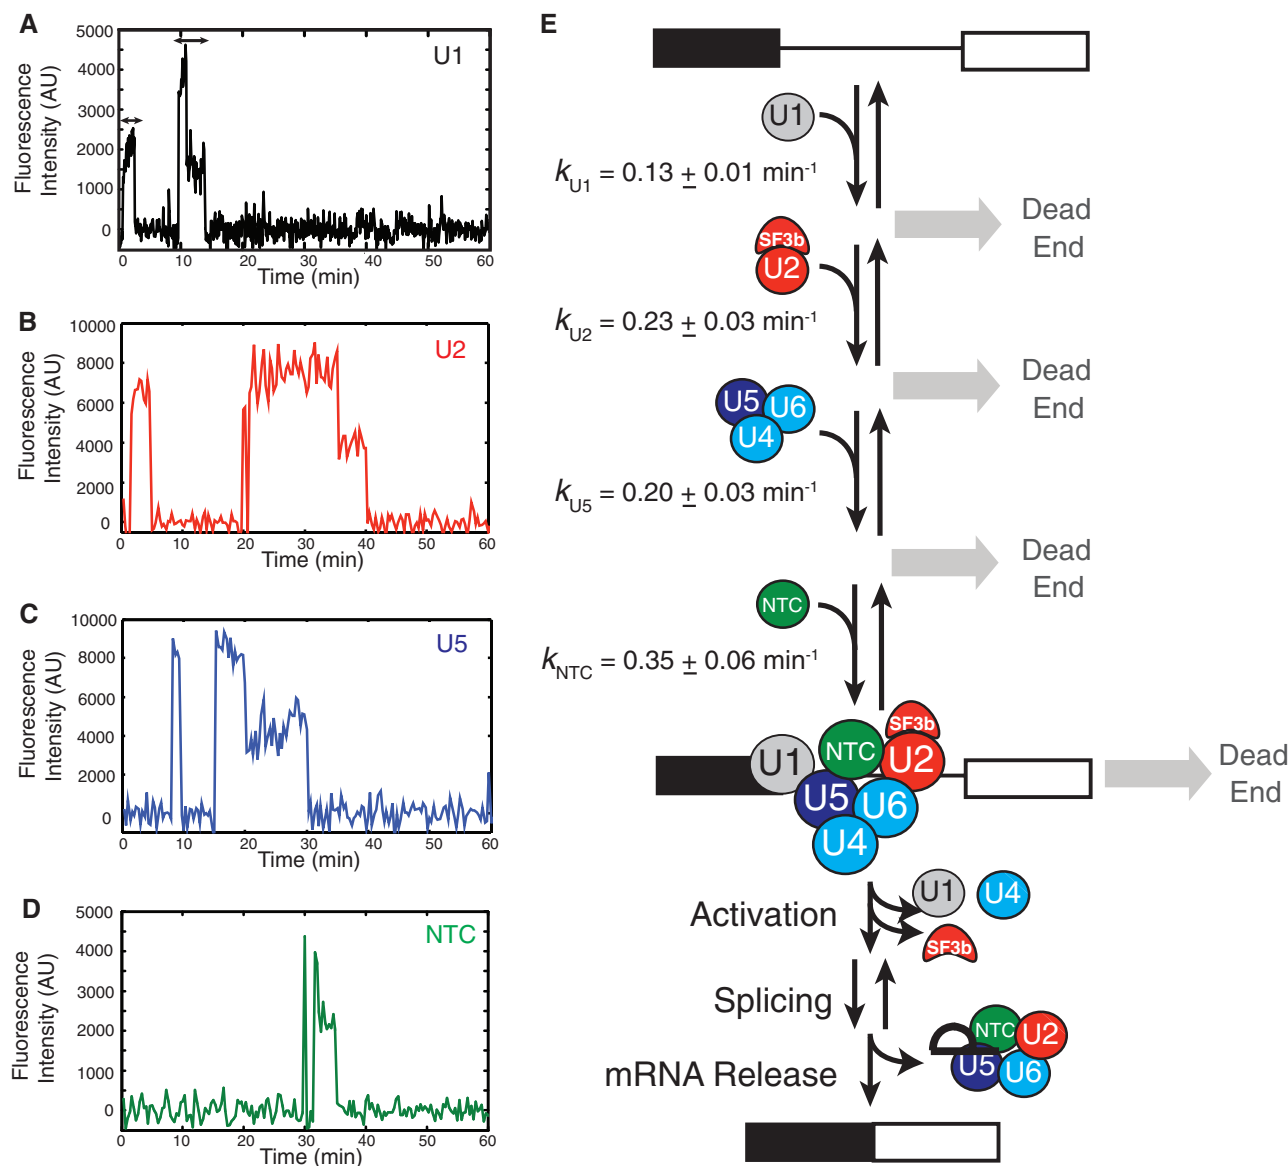 A
Fluorescence
Intensity (AU)
5000
4000
3000
2000
1000
0
U1
0 10 20 30 40 50 60
Time (min)
B
Fluorescence
Intensity (AU)
10000
8000
6000
4000
2000
0
U2
0 10 20 30 40 50 60
Time (min)
C
Fluorescence
Intensity (AU)
10000
8000
6000
4000
2000
0
U5
0 10 20 30 40 50 60
Time (min)
D
Fluorescence
Intensity (AU)
5000
4000
3000
2000
1000
0
NTC
0 10 20 30 40 50 60
Time (min)
E
U1
kU1 = 0.13 ± 0.01 min-1
Dead
End
SF3b
U2
kU2 = 0.23 ± 0.03 min-1
Dead
End
U5 U6
U4
kU5 = 0.20 ± 0.03 min-1
Dead
End
NTC
kNTC = 0.35 ± 0.06 min-1
SF3b
U1 NTC U2
U5 U6
U4
Dead
End
Activation
U1 U4
SF3b
Splicing
NTC U2
U5 U6
mRNA Release